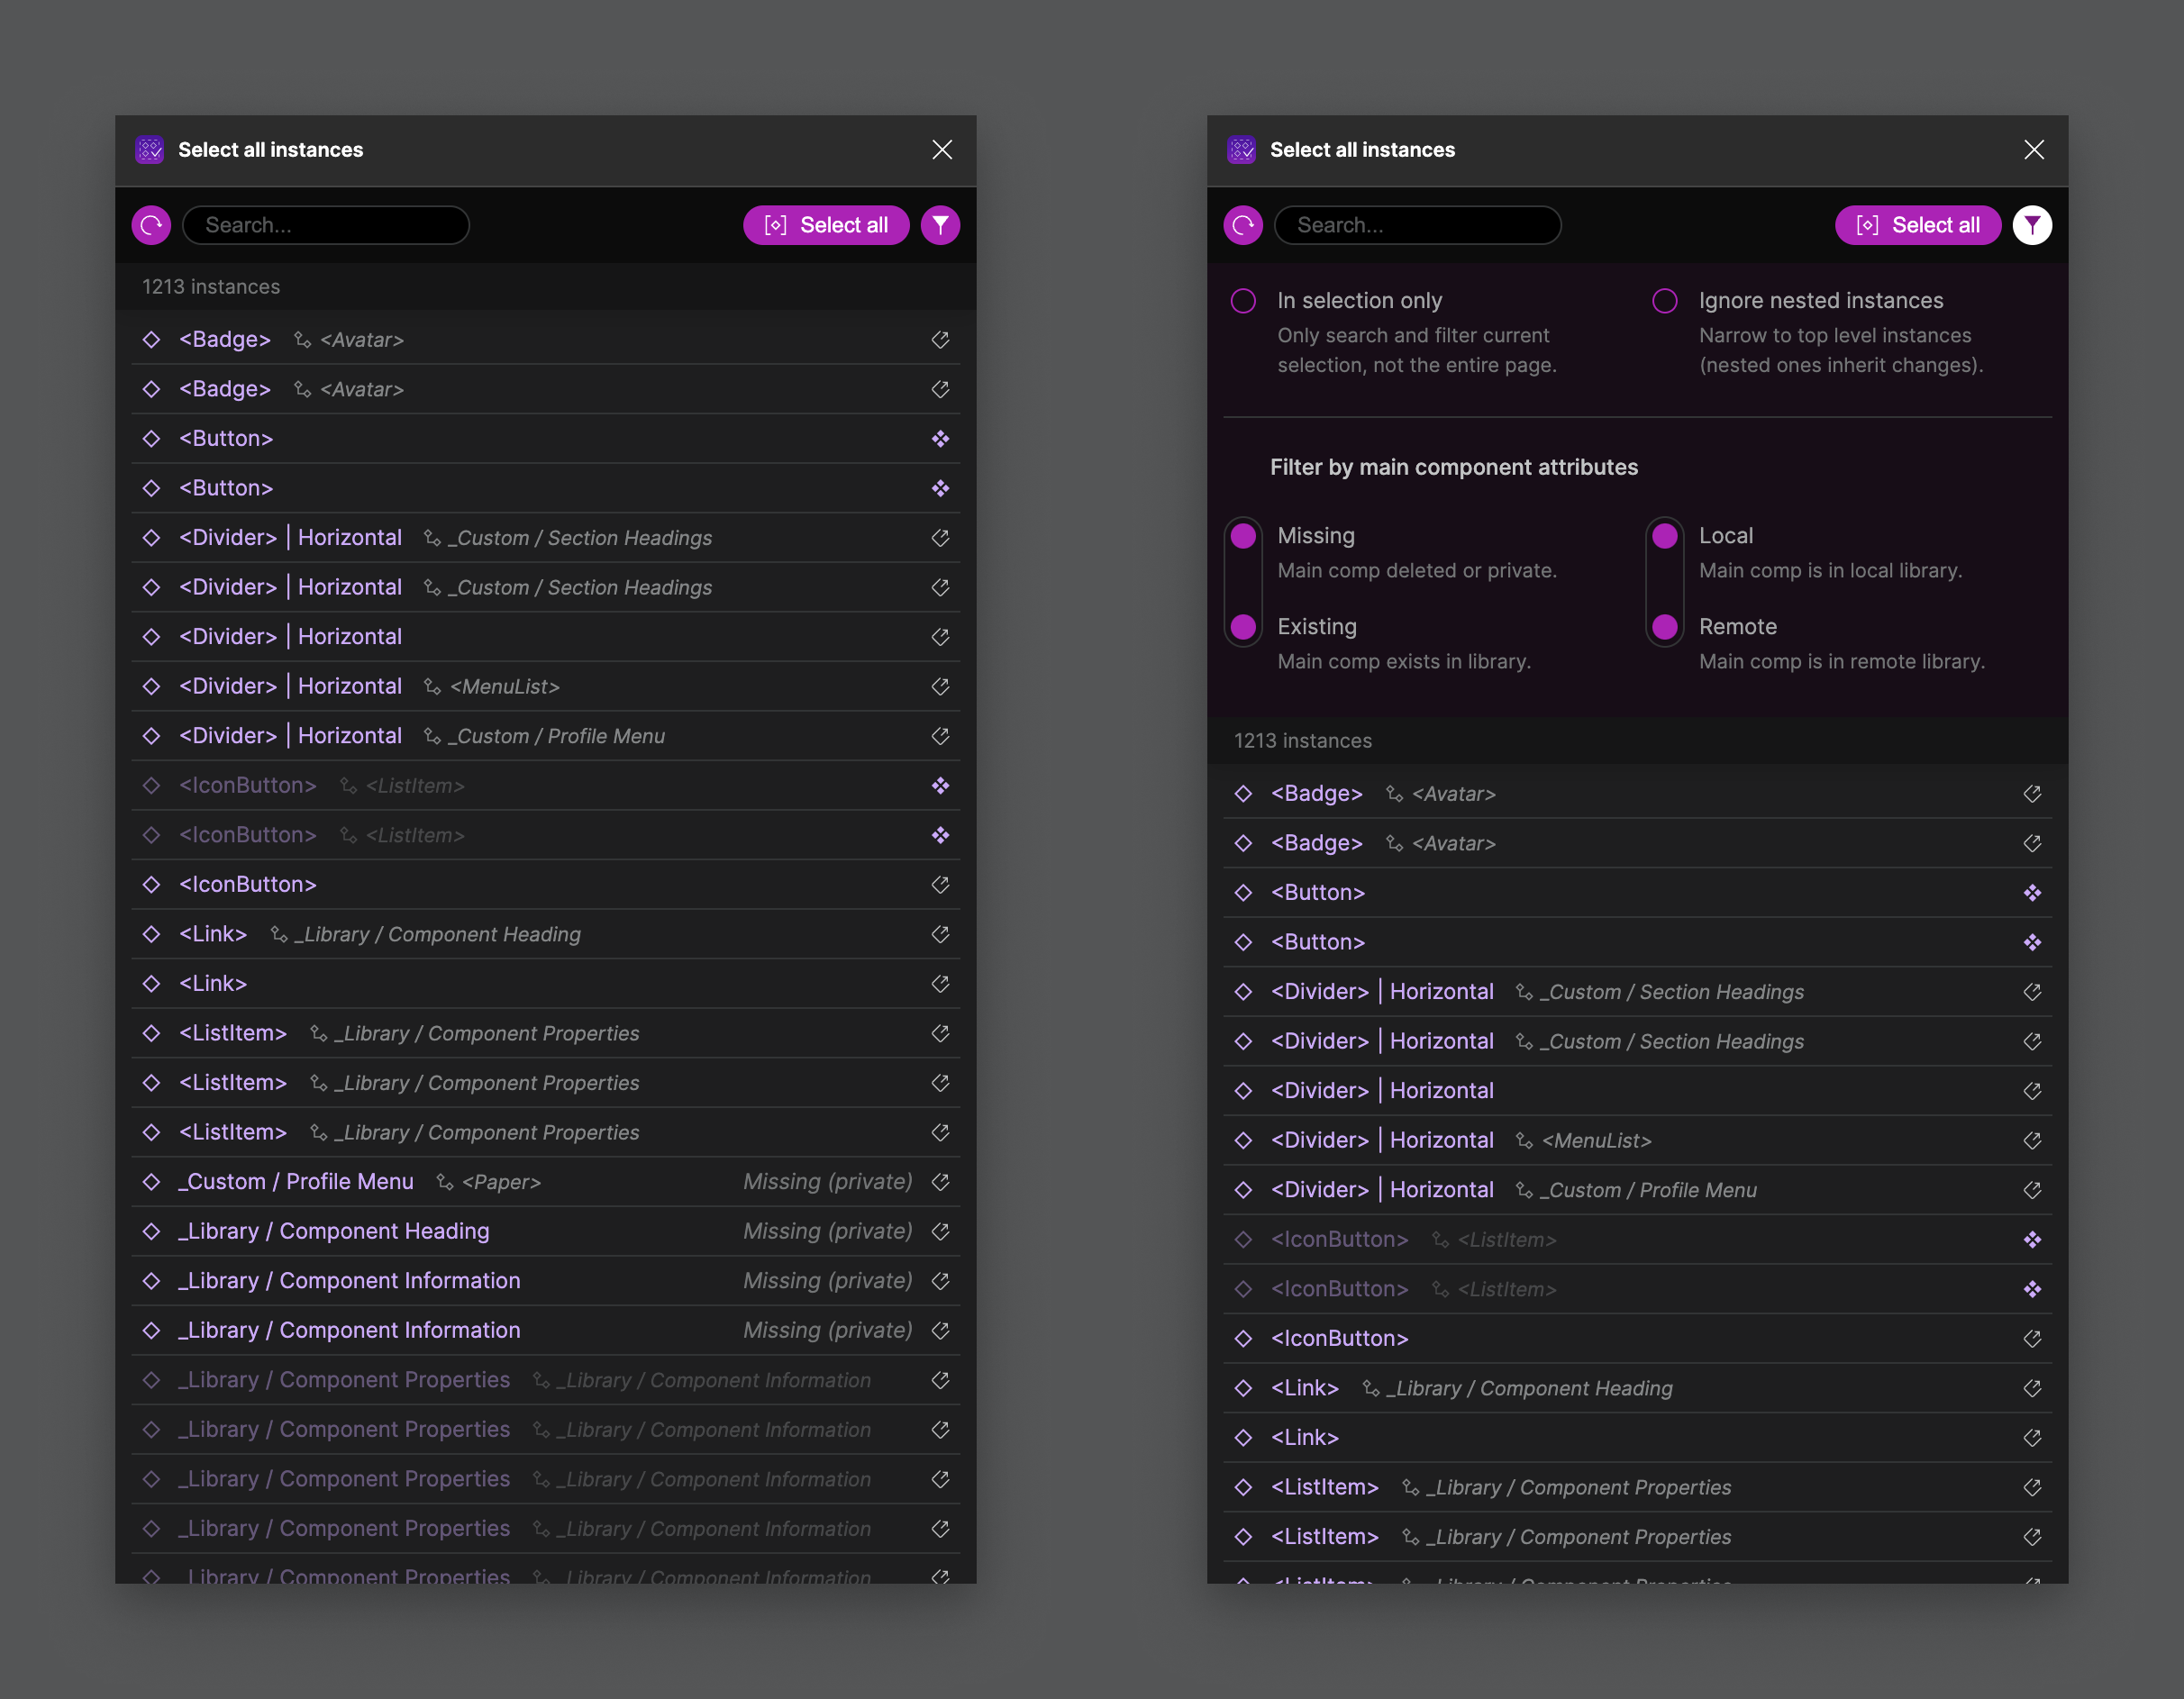 Select all instances
Search...
Select all
1213 instances
<Badge> <Avatar>
<Badge> <Avatar>
<Button>
<Button>
<Divider> | Horizontal _Custom / Section Headings
<Divider> | Horizontal _Custom / Section Headings
<Divider> | Horizontal
<Divider> | Horizontal <MenuList>
<Divider> | Horizontal _Custom / Profile Menu
<IconButton> <ListItem>
<IconButton> <ListItem>
<IconButton>
<Link> _Library / Component Heading
<Link>
<ListItem> _Library / Component Properties
<ListItem> _Library / Component Properties
<ListItem> _Library / Component Properties
_Custom / Profile Menu <Paper> Missing (private)
_Library / Component Heading Missing (private)
_Library / Component Information Missing (private)
_Library / Component Information Missing (private)
_Library / Component Properties _Library / Component Information
_Library / Component Properties _Library / Component Information
_Library / Component Properties _Library / Component Information
_Library / Component Properties _Library / Component Information
_Library / Component Properties _Library / Component Information
Select all instances
Search...
Select all
In selection only
Only search and filter current
selection, not the entire page.
Ignore nested instances
Narrow to top level instances
(nested ones inherit changes).
Filter by main component attributes
Missing
Main comp deleted or private.
Existing
Main comp exists in library.
Local
Main comp is in local library.
Remote
Main comp is in remote library.
1213 instances
<Badge> <Avatar>
<Badge> <Avatar>
<Button>
<Button>
<Divider> | Horizontal _Custom / Section Headings
<Divider> | Horizontal _Custom / Section Headings
<Divider> | Horizontal
<Divider> | Horizontal <MenuList>
<Divider> | Horizontal _Custom / Profile Menu
<IconButton> <ListItem>
<IconButton> <ListItem>
<IconButton>
<Link> _Library / Component Heading
<Link>
<ListItem> _Library / Component Properties
<ListItem> _Library / Component Properties
<ListItem> _Library / Component Properties